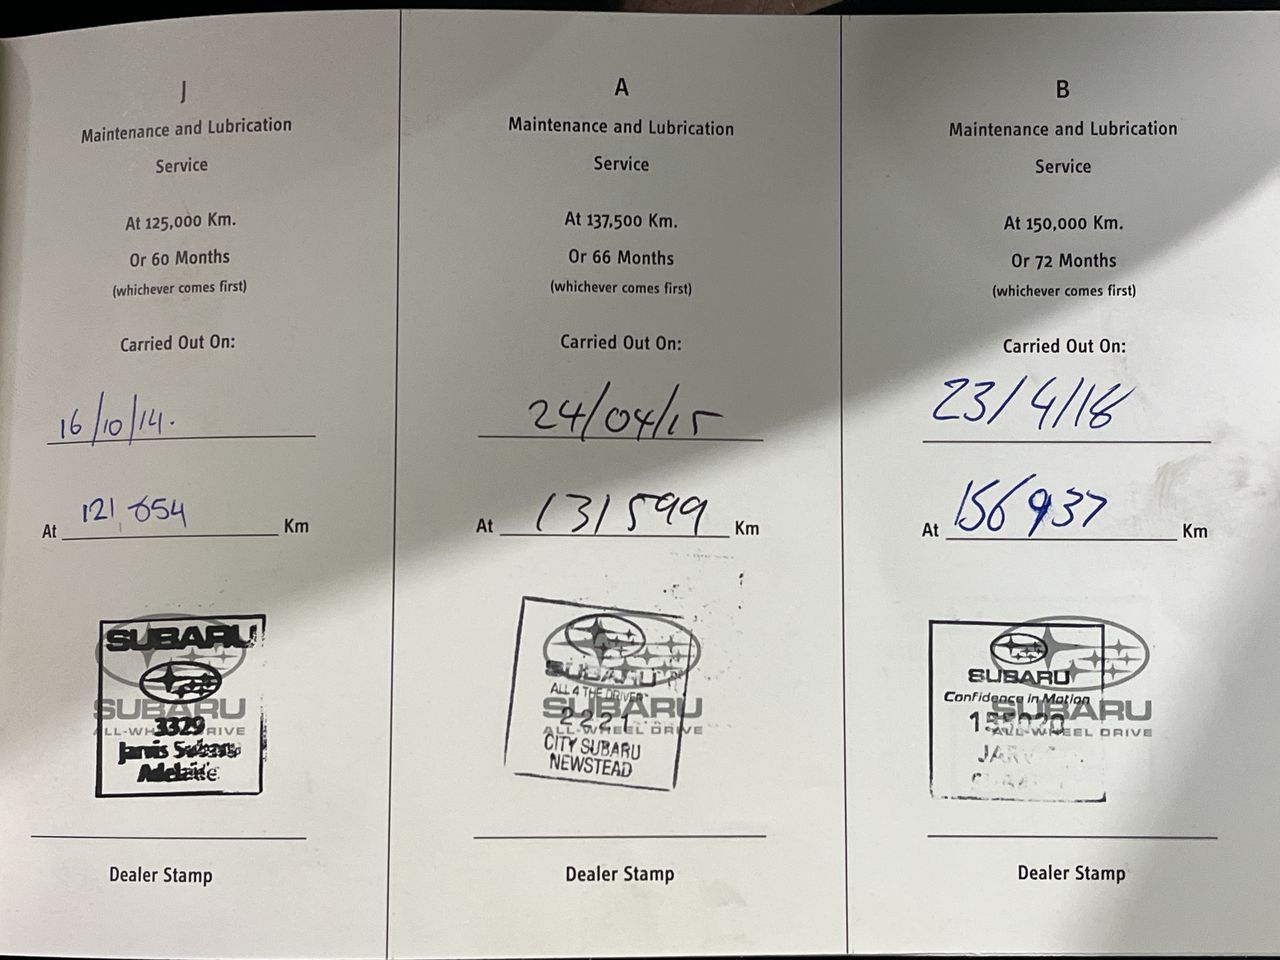 J
Maintenance and Lubrication
Service
At 125,000 Km.
Or 60 Months
(whichever comes first)
Carried Out On:
16/10/14.
At 121,654 Km
SUBARU
SUBARU
3329
Jarvis Subaru
Adelaide
Dealer Stamp
A
Maintenance and Lubrication
Service
At 137,500 Km.
Or 66 Months
(whichever comes first)
Carried Out On:
24/04/15
At 131599 Km
SUBARU
ALL 4 THE DRIVER
SUBARU
2221
ALL-WHEEL DRIVE
CITY SUBARU
NEWSTEAD
Dealer Stamp
B
Maintenance and Lubrication
Service
At 150,000 Km.
Or 72 Months
(whichever comes first)
Carried Out On:
23/4/18
At 156937 Km
SUBARU
Confidence in Motion
SUBARU
ALL-WHEEL DRIVE
Dealer Stamp